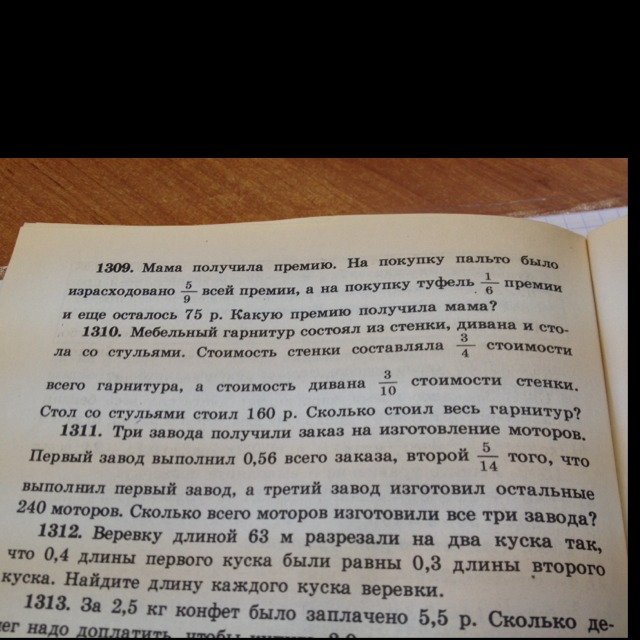 1309. Мама получила премию. На покупку пальто было
израсходовано 5/9 всей премии, а на покупку туфель 1/6 премии
и еще осталось 75 р. Какую премию получила мама?
1310. Мебельный гарнитур состоял из стенки, дивана и сто-
ла со стульями. Стоимость стенки составляла 3/4 стоимости
всего гарнитура, а стоимость дивана 3/10 стоимости стенки.
Стол со стульями стоил 160 р. Сколько стоил весь гарнитур?
1311. Три завода получили заказ на изготовление моторов.
Первый завод выполнил 0,56 всего заказа, второй 5/14 того, что
выполнил первый завод, а третий завод изготовил остальные
240 моторов. Сколько всего моторов изготовили все три завода?
1312. Веревку длиной 63 м разрезали на два куска так,
что 0,4 длины первого куска были равны 0,3 длины второго
куска. Найдите длину каждого куска веревки.
1313. За 2,5 кг конфет было заплачено 5,5 р. Сколько де-
надо доплатить, чтобы